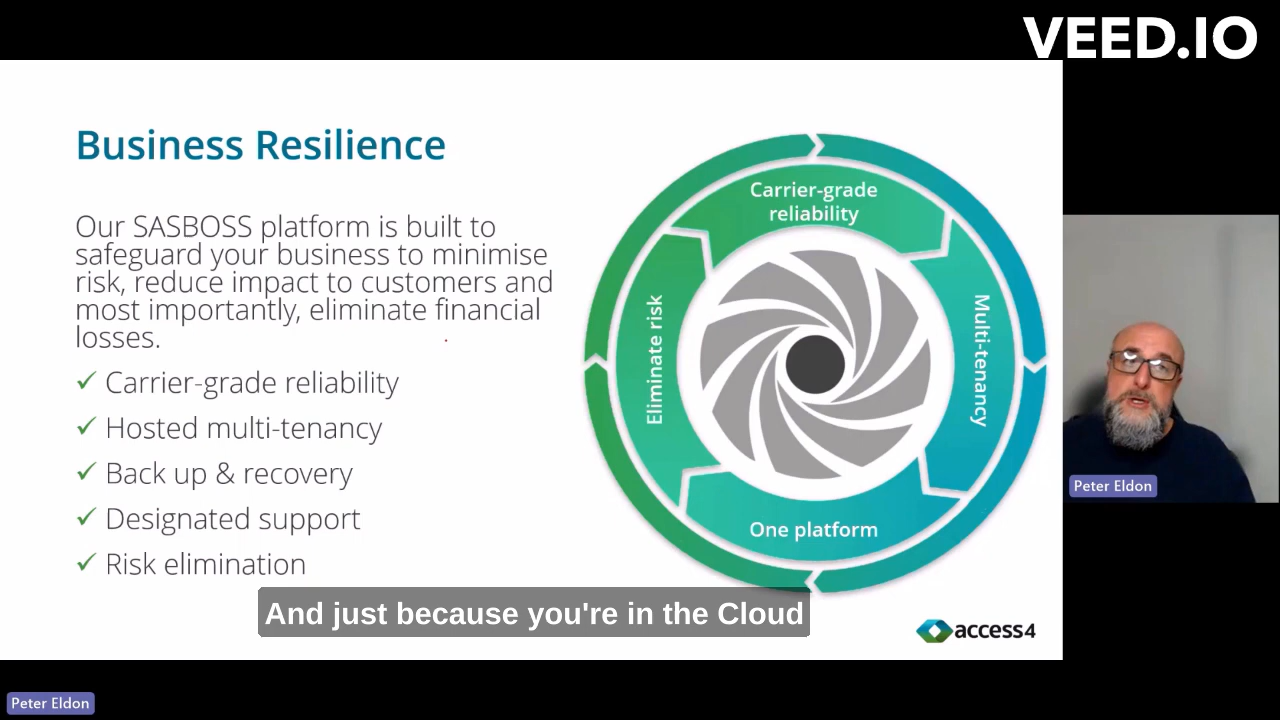 VEED.IO
Business Resilience
Our SASBOSS platform is built to
safeguard your business to minimise
risk, reduce impact to customers and
most importantly, eliminate financial
losses.
✓ Carrier-grade reliability
✓ Hosted multi-tenancy
✓ Back up & recovery
✓ Designated support
✓ Risk elimination
Carrier-grade
reliability
Multi-tenancy
One platform
Eliminate risk
And just because you're in the Cloud
access4
Peter Eldon
Peter Eldon